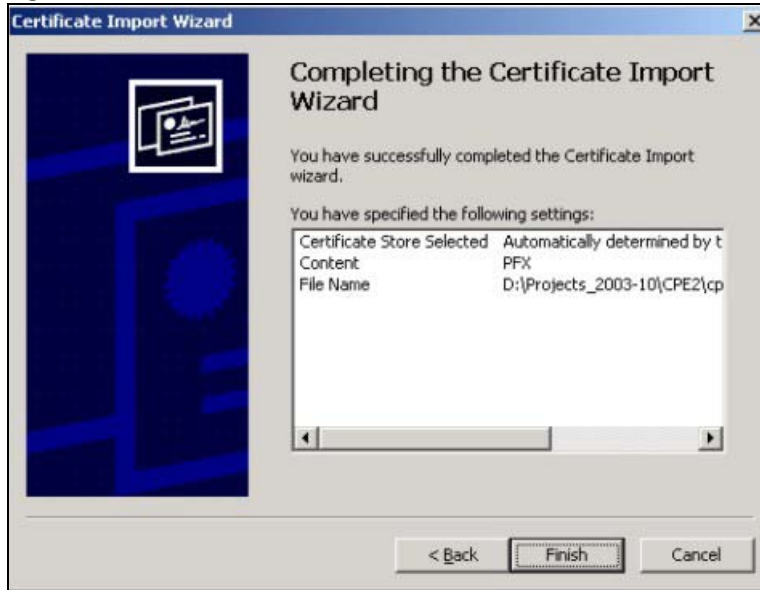 Certificate Import Wizard
Completing the Certificate Import
Wizard
You have successfully completed the Certificate Import
wizard.
You have specified the following settings:
Certificate Store Selected Automatically determined by t
Content PFX
File Name D:\Projects_2003-10\CPE2\cp
< Back Finish Cancel